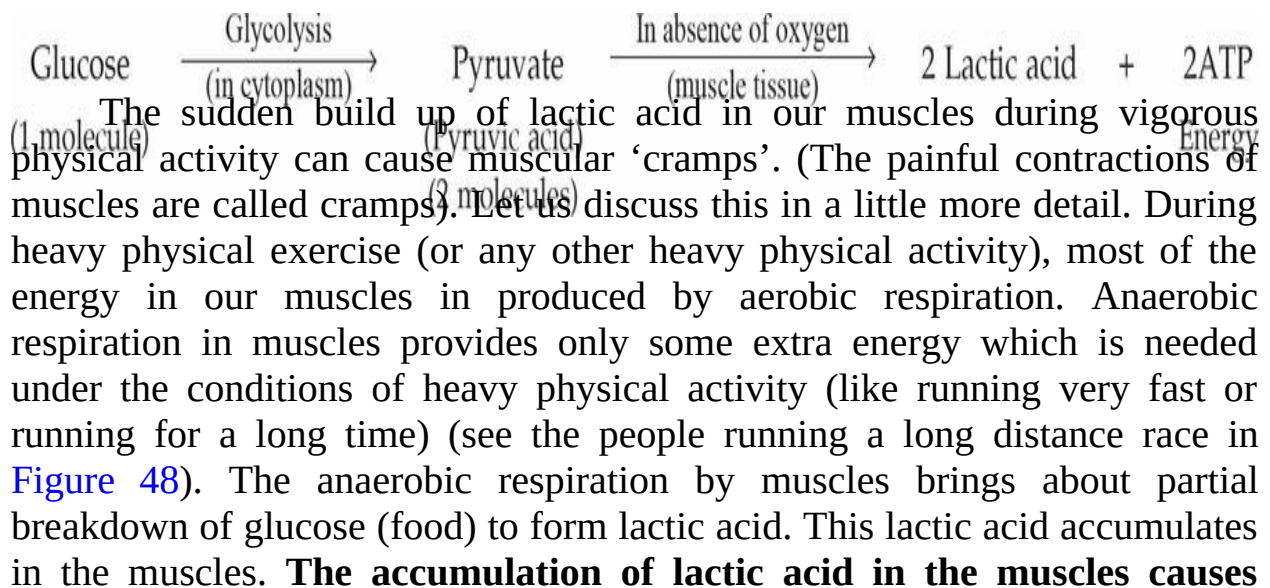 Glycolysis In absence of oxygen
Glucose Pyruvate 2 Lactic acid + 2ATP
(in cytoplasm) (muscle tissue)
The sudden build up of lactic acid in our muscles during vigorous
(1 molecule) (Pyruvic acid) Energy
physical activity can cause muscular ‘cramps’. (The painful contractions of
(2 molecules)
muscles are called cramps). Let us discuss this in a little more detail. During
heavy physical exercise (or any other heavy physical activity), most of the
energy in our muscles in produced by aerobic respiration. Anaerobic
respiration in muscles provides only some extra energy which is needed
under the conditions of heavy physical activity (like running very fast or
running for a long time) (see the people running a long distance race in
Figure 48). The anaerobic respiration by muscles brings about partial
breakdown of glucose (food) to form lactic acid. This lactic acid accumulates
in the muscles. The accumulation of lactic acid in the muscles causes